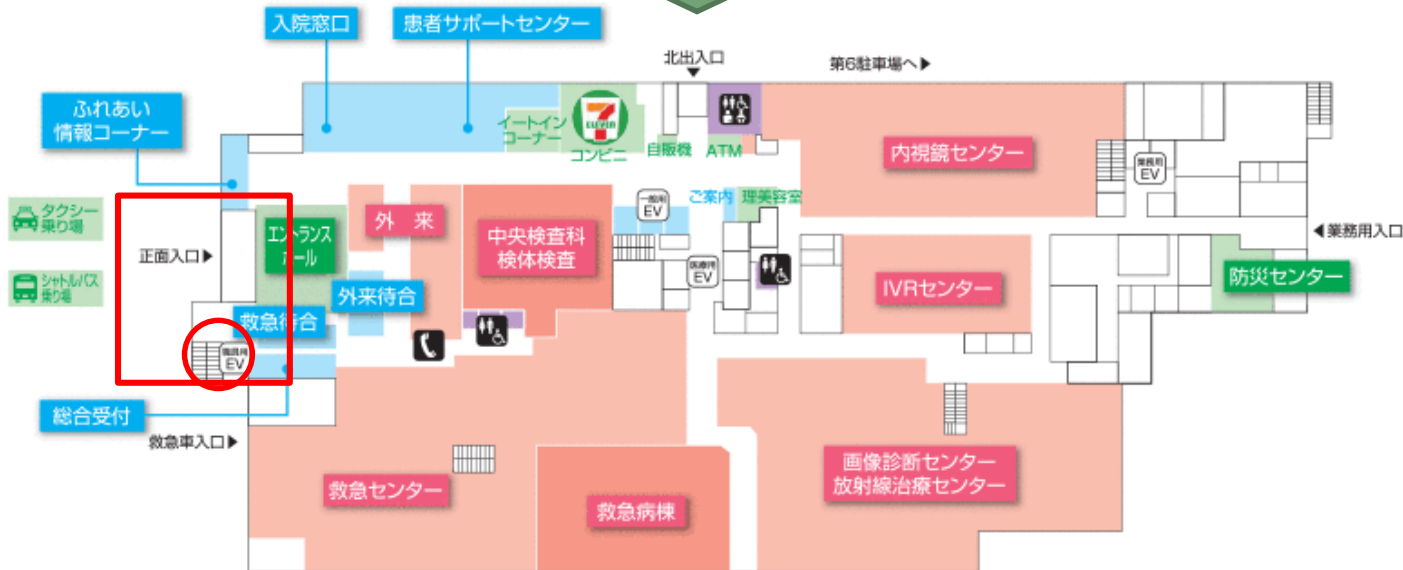 入院窓口
患者サポートセンター
北出入口
第6駐車場へ
ふれあい
情報コーナー
イートイン
コーナー
ELEVEN
コンビニ
自販機
ATM
内視鏡センター
業務用
EV
タクシー
乗り場
正面入口
エントランス
ホール
外 来
中央検査科
検体検査
一般用
EV
ご案内
理美容室
業務用入口
シャトルバス
乗り場
外来待合
医療用
EV
IVRセンター
防災センター
救急待合
職員用
EV
総合受付
救急車入口
救急センター
救急病棟
画像診断センター
放射線治療センター